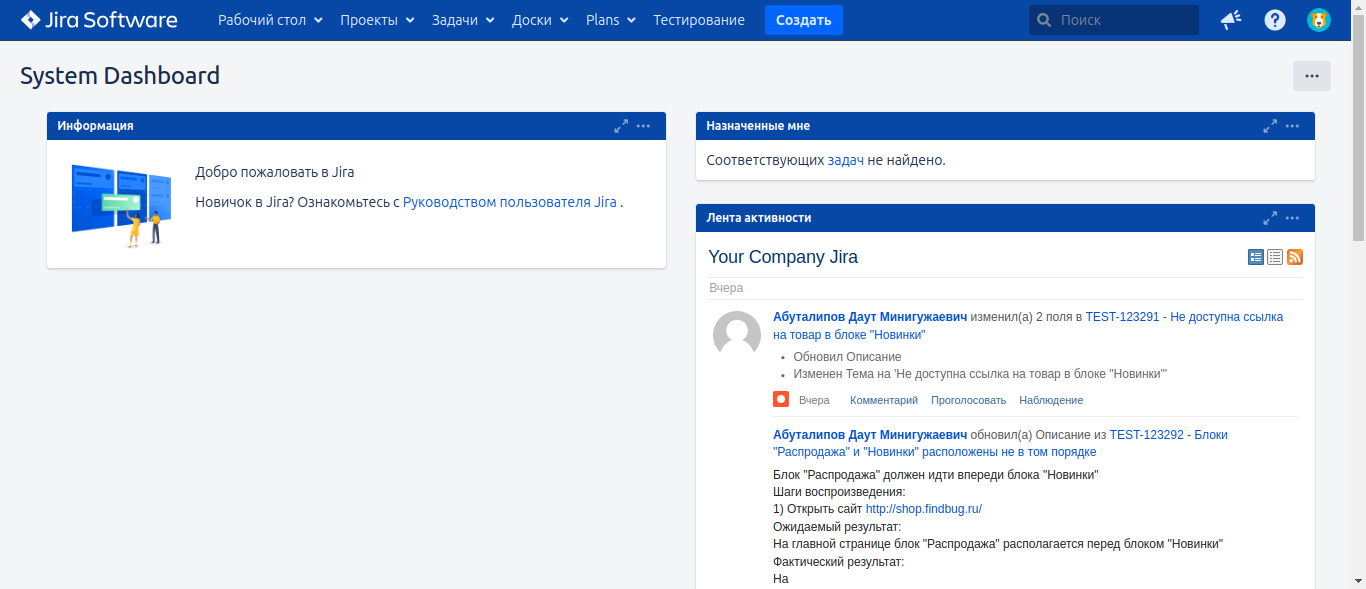 Jira Software
Рабочий стол
Проекты
Задачи
Доски
Plans
Тестирование
Создать
Поиск
System Dashboard
Информация
Добро пожаловать в Jira
Новичок в Jira? Ознакомьтесь с Руководством пользователя Jira .
Назначенные мне
Соответствующих задач не найдено.
Лента активности
Your Company Jira
Вчера
Абуталипов Даут Минигужаевич изменил(а) 2 поля в TEST-123291 - Не доступна ссылка
на товар в блоке "Новинки"
• Обновил Описание
• Изменен Тема на 'Не доступна ссылка на товар в блоке "Новинки"'
Вчера Комментарий Проголосовать Наблюдение
Абуталипов Даут Минигужаевич обновил(а) Описание из TEST-123292 - Блоки
"Распродажа" и "Новинки" расположены не в том порядке
Блок "Распродажа" должен идти впереди блока "Новинки"
Шаги воспроизведения:
1) Открыть сайт http://shop.findbug.ru/
Ожидаемый результат:
На главной странице блок "Распродажа" располагается перед блоком "Новинки"
Фактический результат:
На